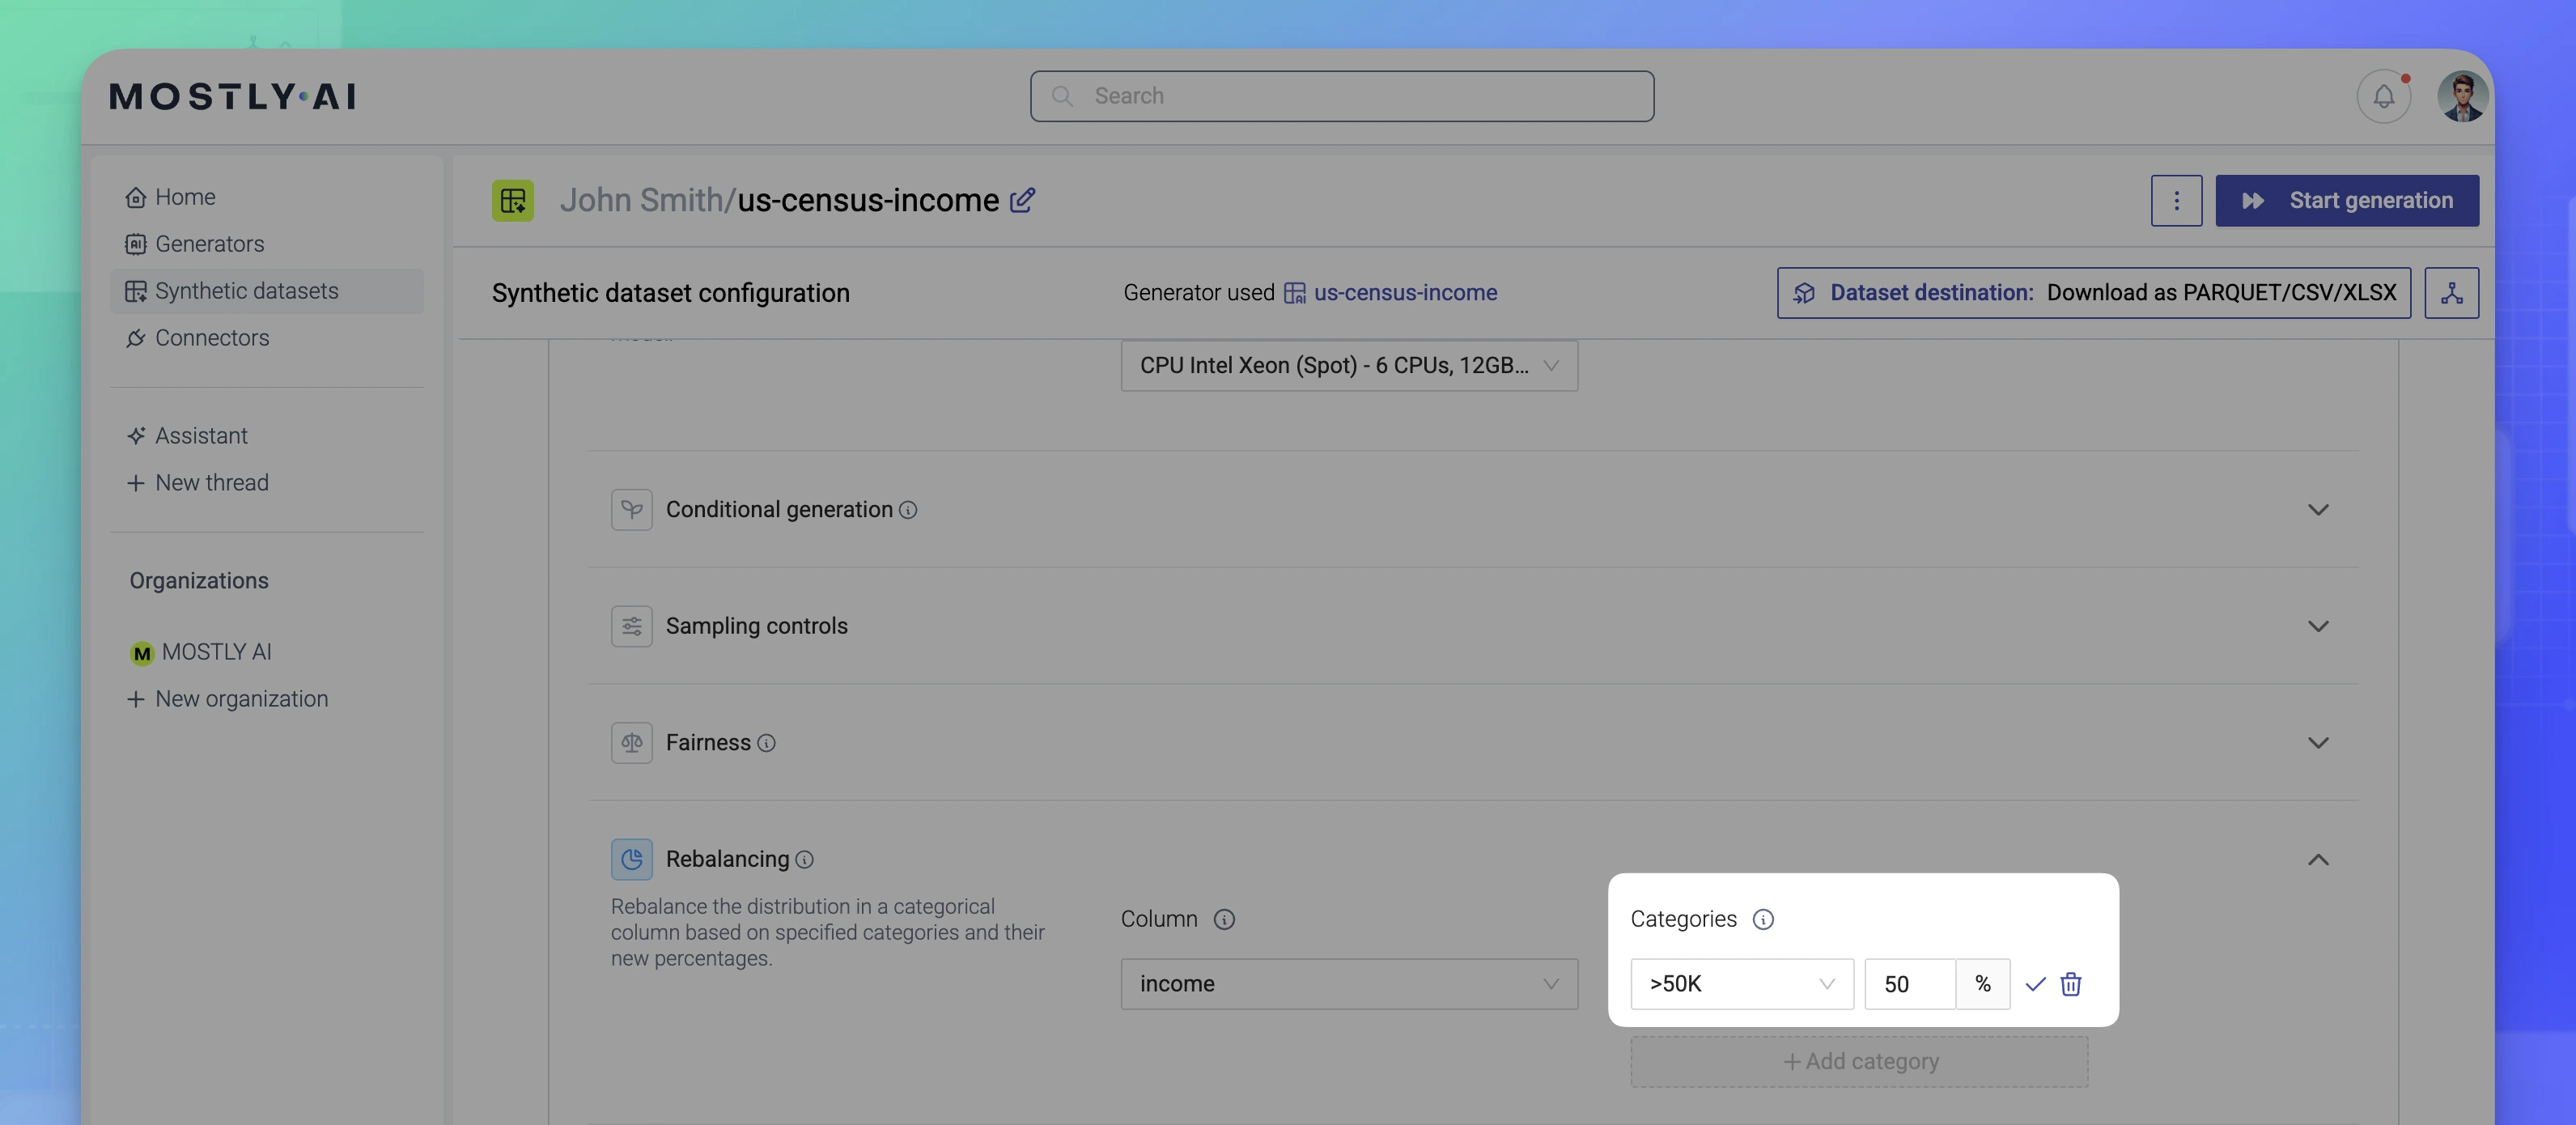 MOSTLY AI
Search
Home
Generators
Synthetic datasets
Connectors
Assistant
New thread
Organizations
M MOSTLY AI
New organization
John Smith/us-census-income
Start generation
Synthetic dataset configuration
Generator used us-census-income
Dataset destination: Download as PARQUET/CSV/XLSX
CPU Intel Xeon (Spot) - 6 CPUs, 12GB...
Conditional generation
Sampling controls
Fairness
Rebalancing
Rebalance the distribution in a categorical
column based on specified categories and their
new percentages.
Column
income
Categories
>50K 50 %
+ Add category